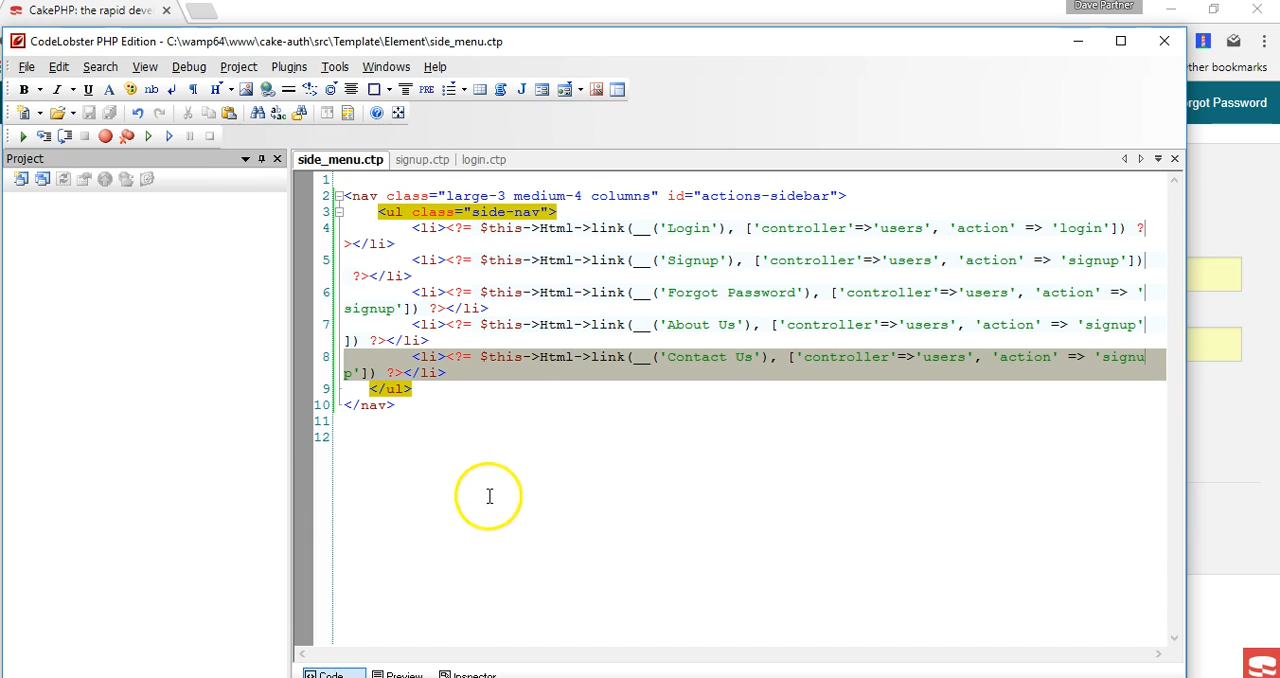 CakePHP: the rapid deve
Dave Partner
CodeLobster PHP Edition - C:\wamp64\www\cake-auth\src\Template\Element\side_menu.ctp
File Edit Search View Debug Project Plugins Tools Windows Help
ther bookmarks
B I U A nb ¶ H PRE J
rgot Password
Project
side_menu.ctp signup.ctp login.ctp
1
2 <nav class="large-3 medium-4 columns" id="actions-sidebar">
3 <ul class="side-nav">
4 <li><?= $this->Html->link(__('Login'), ['controller'=>'users', 'action' => 'login']) ?
></li>
5 <li><?= $this->Html->link(__('Signup'), ['controller'=>'users', 'action' => 'signup'])
?></li>
6 <li><?= $this->Html->link(__('Forgot Password'), ['controller'=>'users', 'action' => '
signup']) ?></li>
7 <li><?= $this->Html->link(__('About Us'), ['controller'=>'users', 'action' => 'signup'
]) ?></li>
8 <li><?= $this->Html->link(__('Contact Us'), ['controller'=>'users', 'action' => 'signu
p']) ?></li>
9 </ul>
10 </nav>
11
12
Code Preview Inspector